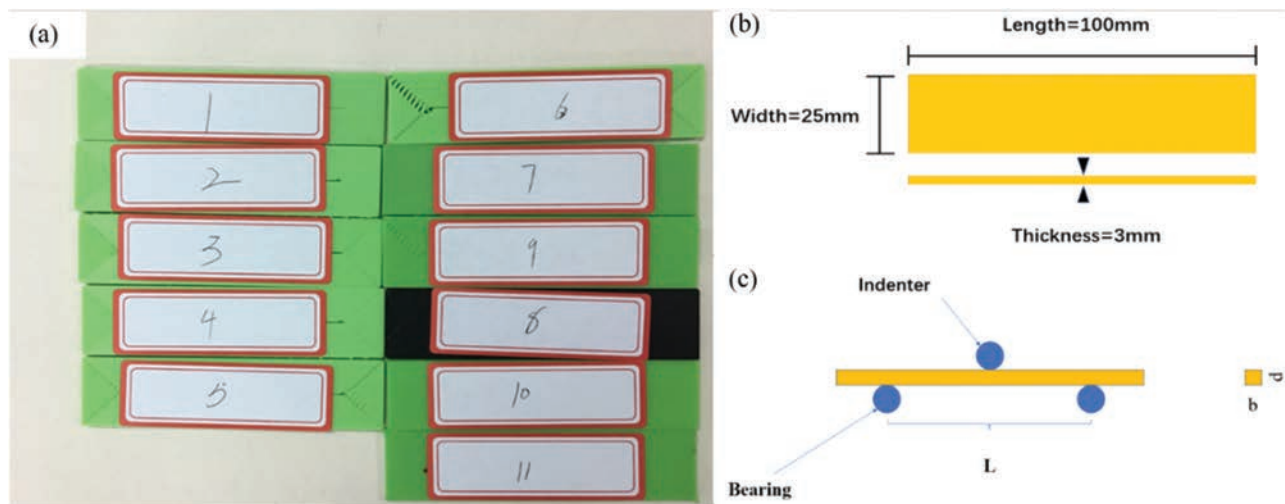 (a)
1
2
3
4
5
6
7
9
8
10
11
(b)
Length=100mm
Width=25mm
Thickness=3mm
(c)
Indenter
d
b
L
Bearing